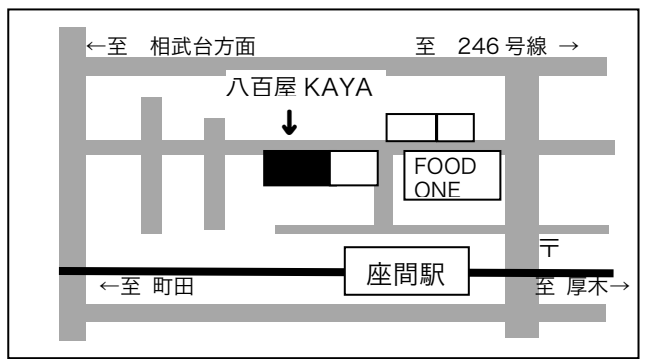 ←至 相武台方面
至 246号線 →
八百屋 KAYA
FOOD
ONE
〒
座間駅
←至 町田
至 厚木→